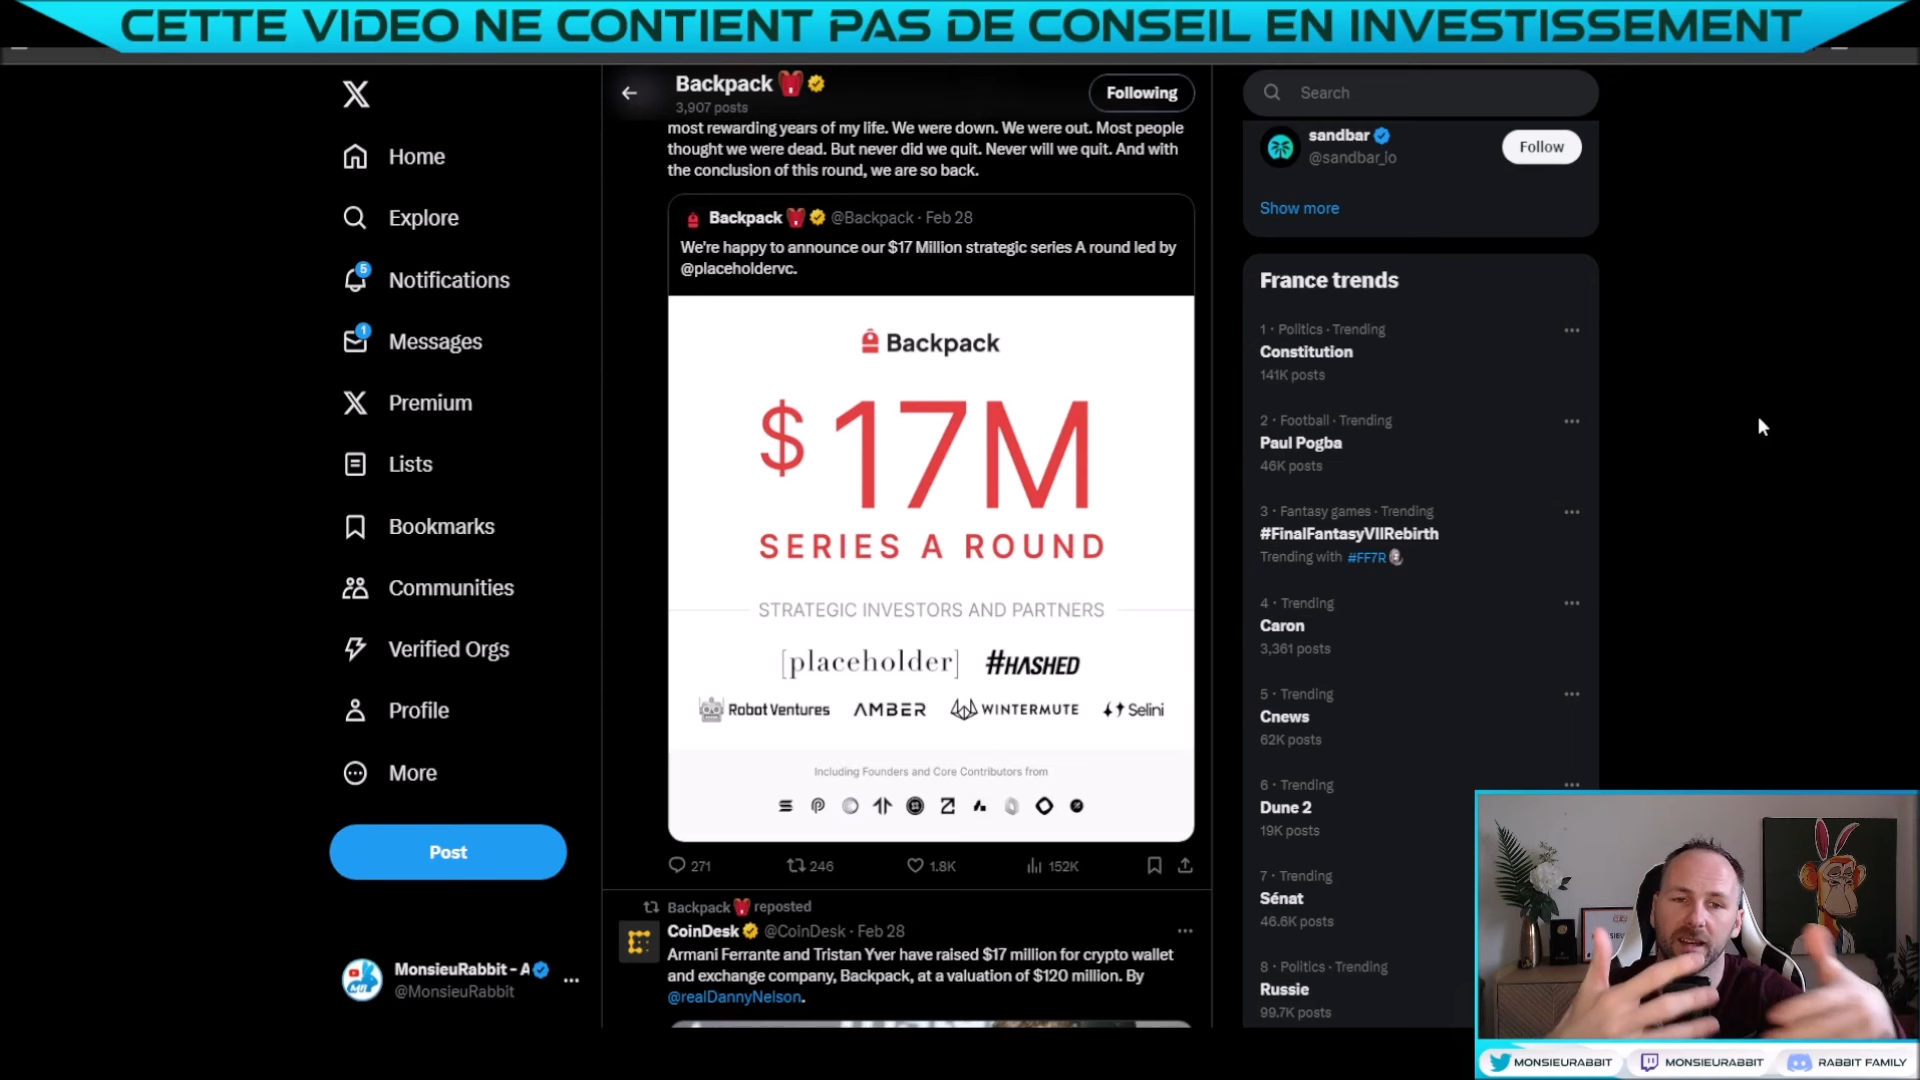 CETTE VIDEO NE CONTIENT PAS DE CONSEIL EN INVESTISSEMENT
Home
Explore
5
Notifications
1
Messages
Premium
Lists
Bookmarks
Communities
Verified Orgs
Profile
More
Post
MonsieurRabbit - A
@MonsieurRabbit
Backpack
3,907 posts
Following
most rewarding years of my life. We were down. We were out. Most people
thought we were dead. But never did we quit. Never will we quit. And with
the conclusion of this round, we are so back.
Backpack @Backpack · Feb 28
We're happy to announce our $17 Million strategic series A round led by
@placeholdervc.
Backpack
$17M
SERIES A ROUND
STRATEGIC INVESTORS AND PARTNERS
[placeholder] #HASHED
Robot Ventures AMBER WINTERMUTE Selini
Including Founders and Core Contributors from
271 246 1.8K 152K
Backpack reposted
CoinDesk @CoinDesk · Feb 28
Armani Ferrante and Tristan Yver have raised $17 million for crypto wallet
and exchange company, Backpack, at a valuation of $120 million. By
@realDannyNelson.
Search
sandbar
@sandbar_io
Follow
Show more
France trends
1 · Politics · Trending
Constitution
141K posts
2 · Football · Trending
Paul Pogba
46K posts
3 · Fantasy games · Trending
#FinalFantasyVIIRebirth
Trending with #FF7R
4 · Trending
Caron
3,361 posts
5 · Trending
Cnews
62K posts
6 · Trending
Dune 2
19K posts
7 · Trending
Sénat
46.6K posts
8 · Politics · Trending
Russie
99.7K posts
MONSIEURABBIT MONSIEURABBIT RABBIT FAMILY